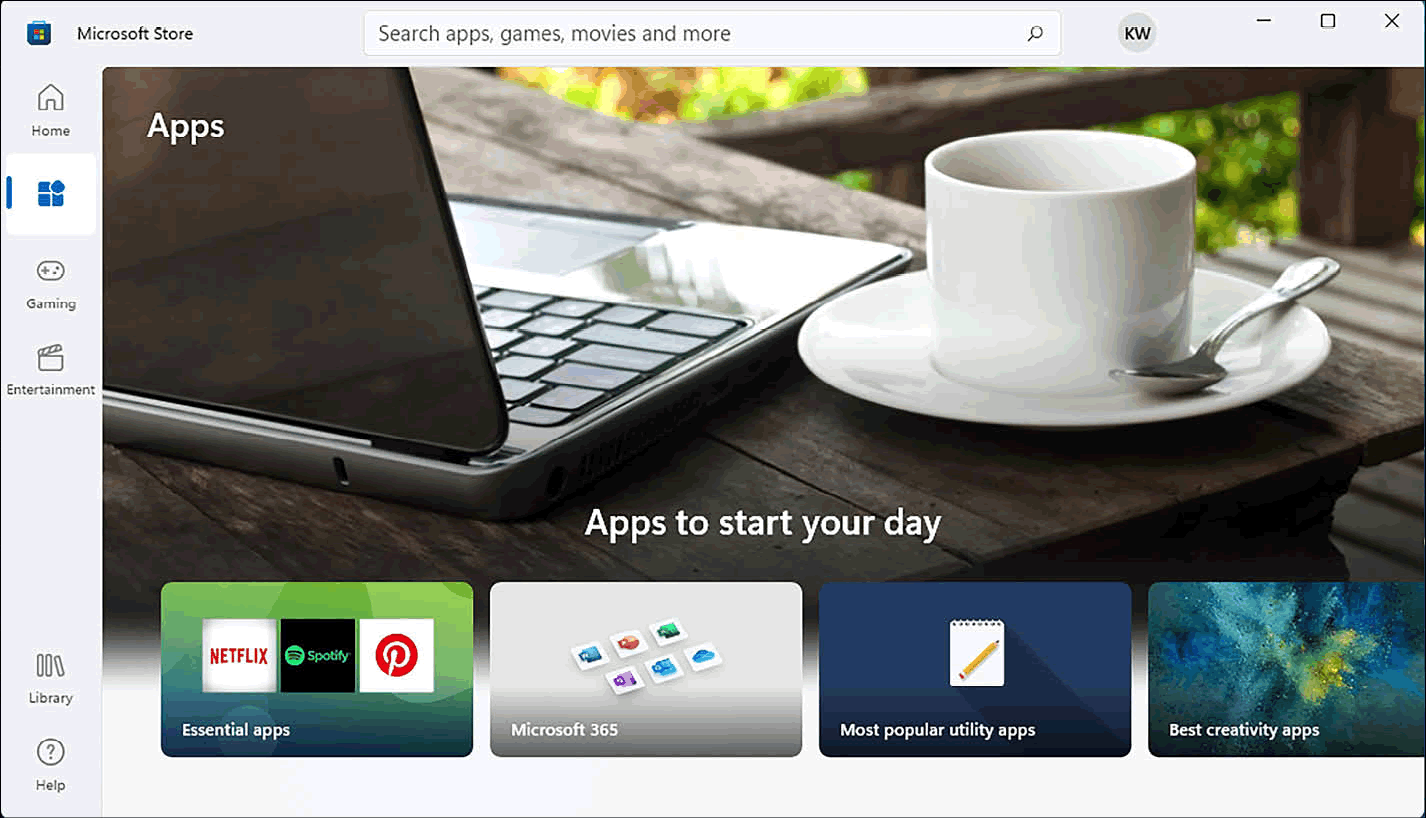 Microsoft Store
Search apps, games, movies and more
KW
Home
Apps
Gaming
Entertainment
Apps to start your day
NETFLIX
Spotify
Essential apps
Microsoft 365
Most popular utility apps
Best creativity apps
Library
Help